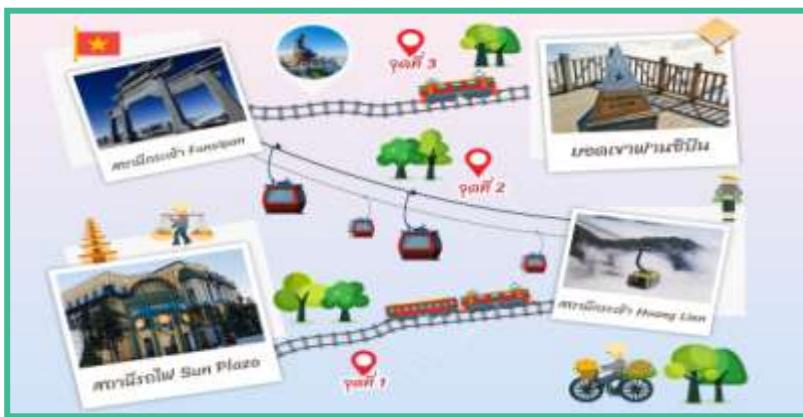 จุดที่ 3
สถานีกระเช้า Fansipan
ยอดเขาฟานซิปัน
จุดที่ 2
สถานีกระเช้า Hoang Lien
สถานีรถไฟ Sun Plaza
จุดที่ 1